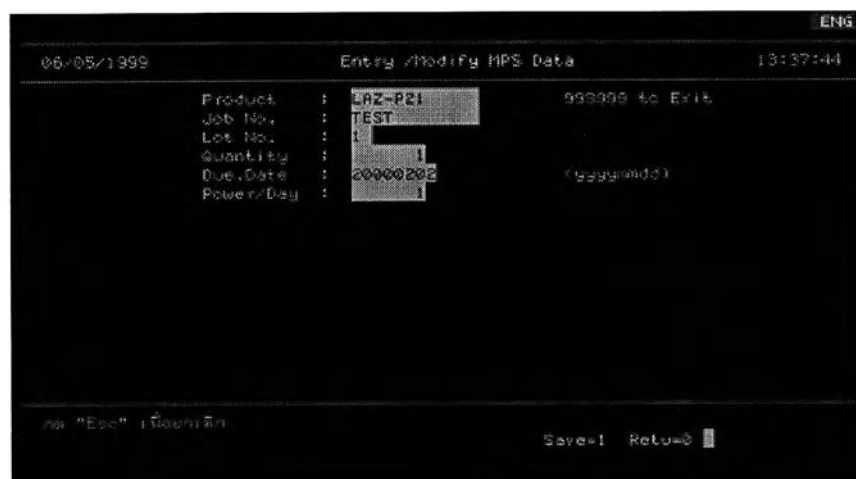 ENG
06/05/1999 Entry /Modify MPS Data 13:37:44
Product : LAZ-P21 999999 to Exit
Job No. : TEST
Lot No. : 1
Quantity : 1
Due.Date : 20000202 (yyyymmdd)
Power/Day : 1
กด "Esc" เพื่อยกเลิก
Save=1 Retu=0